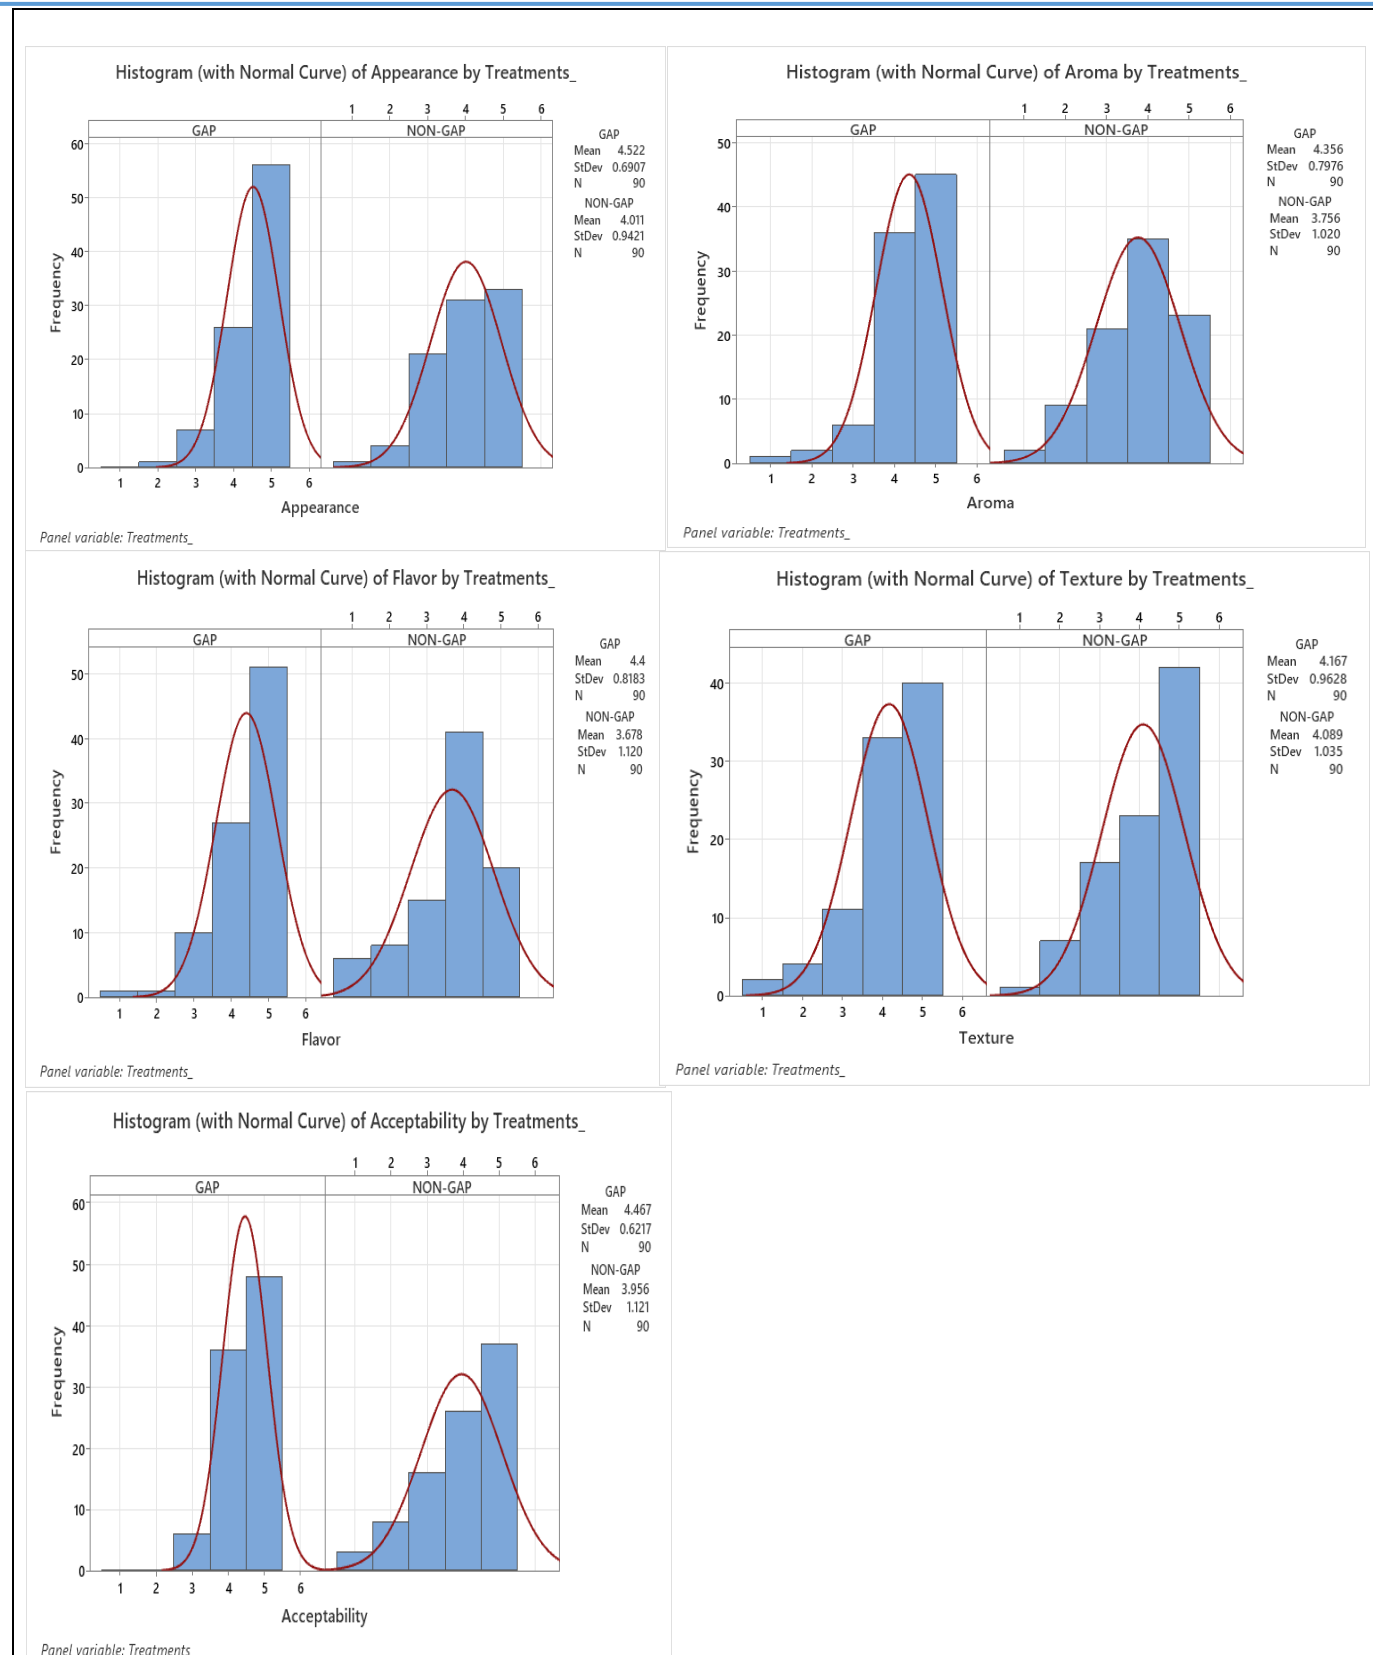 Histogram (with Normal Curve) of Appearance by Treatments_
1 2 3 4 5 6
GAP NON-GAP
60
50
40
30
20
10
0
Frequency
1 2 3 4 5 6
Appearance
GAP
Mean 4.522
StDev 0.6907
N 90
NON-GAP
Mean 4.011
StDev 0.9421
N 90
Panel variable: Treatments_
Histogram (with Normal Curve) of Aroma by Treatments_
1 2 3 4 5 6
GAP NON-GAP
50
40
30
20
10
0
Frequency
1 2 3 4 5 6
Aroma
GAP
Mean 4.356
StDev 0.7976
N 90
NON-GAP
Mean 3.756
StDev 1.020
N 90
Panel variable: Treatments_
Histogram (with Normal Curve) of Flavor by Treatments_
1 2 3 4 5 6
GAP NON-GAP
50
40
30
20
10
0
Frequency
1 2 3 4 5 6
Flavor
GAP
Mean 4.4
StDev 0.8183
N 90
NON-GAP
Mean 3.678
StDev 1.120
N 90
Panel variable: Treatments_
Histogram (with Normal Curve) of Texture by Treatments_
1 2 3 4 5 6
GAP NON-GAP
40
30
20
10
0
Frequency
1 2 3 4 5 6
Texture
GAP
Mean 4.167
StDev 0.9628
N 90
NON-GAP
Mean 4.089
StDev 1.035
N 90
Panel variable: Treatments_
Histogram (with Normal Curve) of Acceptability by Treatments_
1 2 3 4 5 6
GAP NON-GAP
60
50
40
30
20
10
0
Frequency
1 2 3 4 5 6
Acceptability
GAP
Mean 4.467
StDev 0.6217
N 90
NON-GAP
Mean 3.956
StDev 1.121
N 90
Panel variable: Treatments